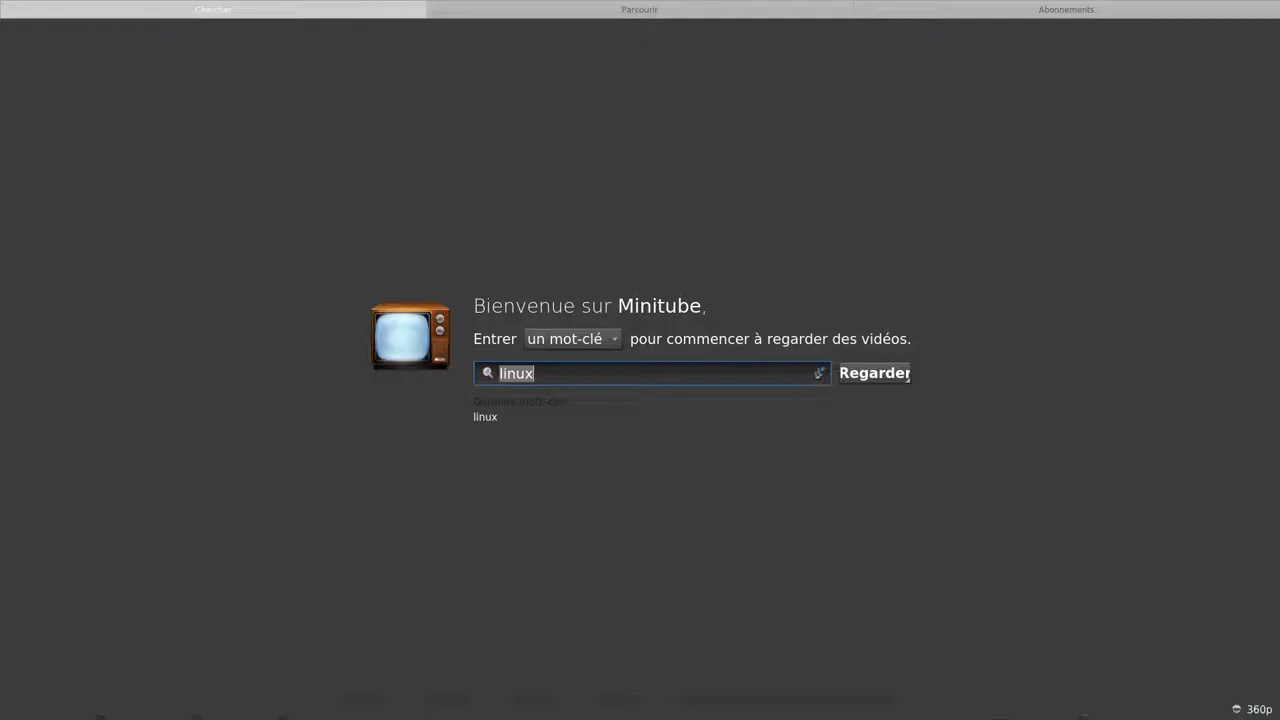 Chercher
Parcourir
Abonnements
Bienvenue sur Minitube,
Entrer un mot-clé pour commencer à regarder des vidéos.
linux
Regarder
linux
360p